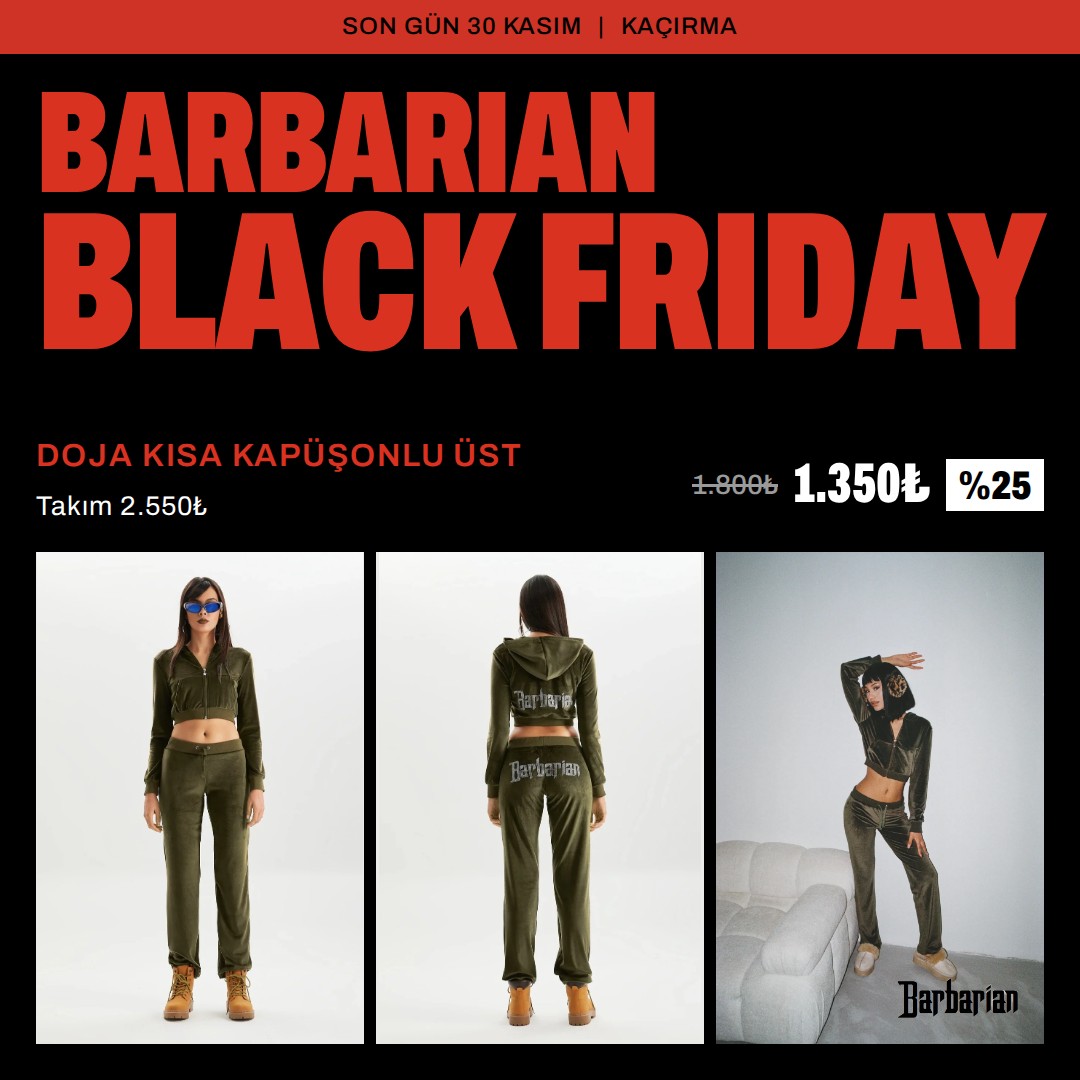 SON GÜN 30 KASIM | KAÇIRMA
BARBARIAN
BLACK FRIDAY
DOJA KISA KAPÜŞONLU ÜST
Takım 2.550₺
1.800₺ 1.350₺ %25
Barbarian
Barbarian
Barbarian